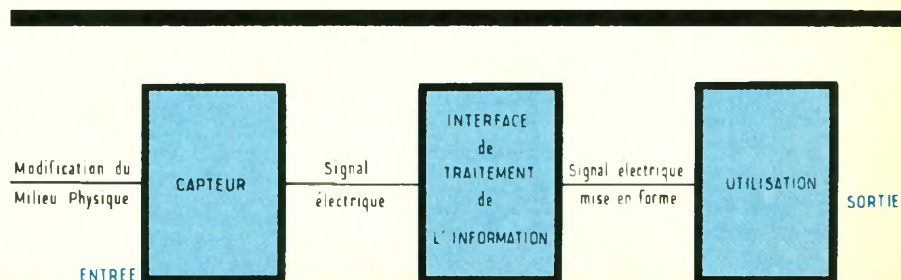 Modification du
Milieu Physique
ENTRÉE
CAPTEUR
Signal
électrique
INTERFACE
de
TRAITEMENT
de
L'INFORMATION
Signal electrique
mise en forme
UTILISATION
SORTIE